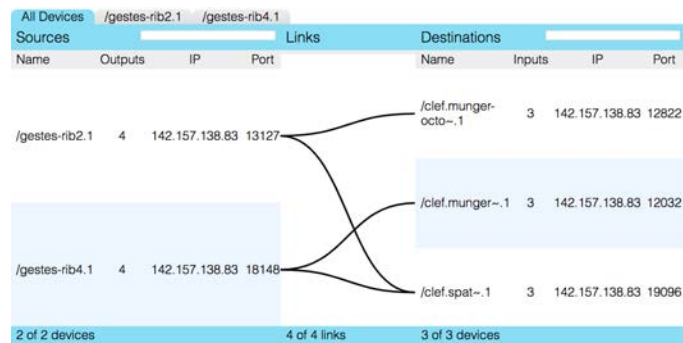 All Devices /gestes-rib2.1 /gestes-rib4.1
Sources Links Destinations
Name Outputs IP Port Name Inputs IP Port
/gestes-rib2.1 4 142.157.138.83 13127
/gestes-rib4.1 4 142.157.138.83 18148
/clef.munger-
octo~.1 3 142.157.138.83 12822
/clef.munger~.1 3 142.157.138.83 12032
/clef.spat~.1 3 142.157.138.83 19096
2 of 2 devices 4 of 4 links 3 of 3 devices